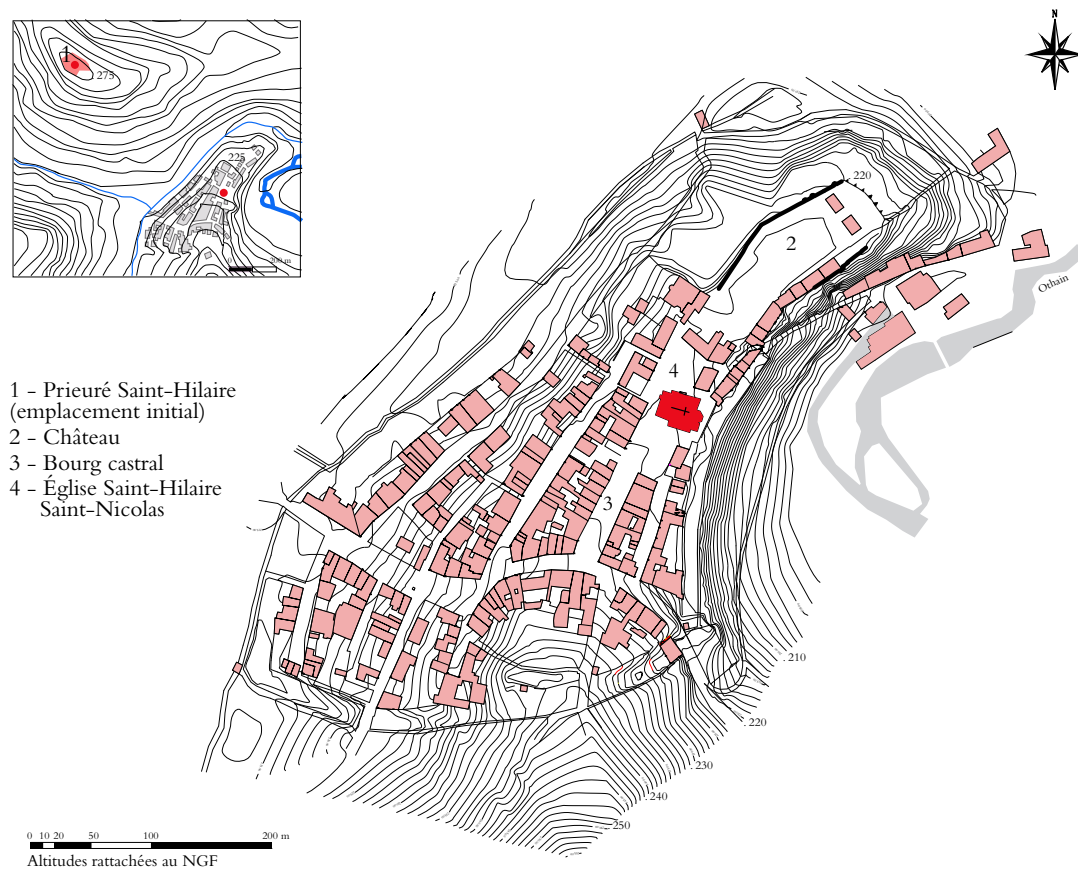 N
1
. 275
225
0 200 m
. 220
2
Othain
4
3
1 - Prieuré Saint-Hilaire
(emplacement initial)
2 - Château
3 - Bourg castral
4 - Église Saint-Hilaire
Saint-Nicolas
. 210
. 220
. 230
. 240
. 250
0 10 20 50 100 200 m
Altitudes rattachées au NGF